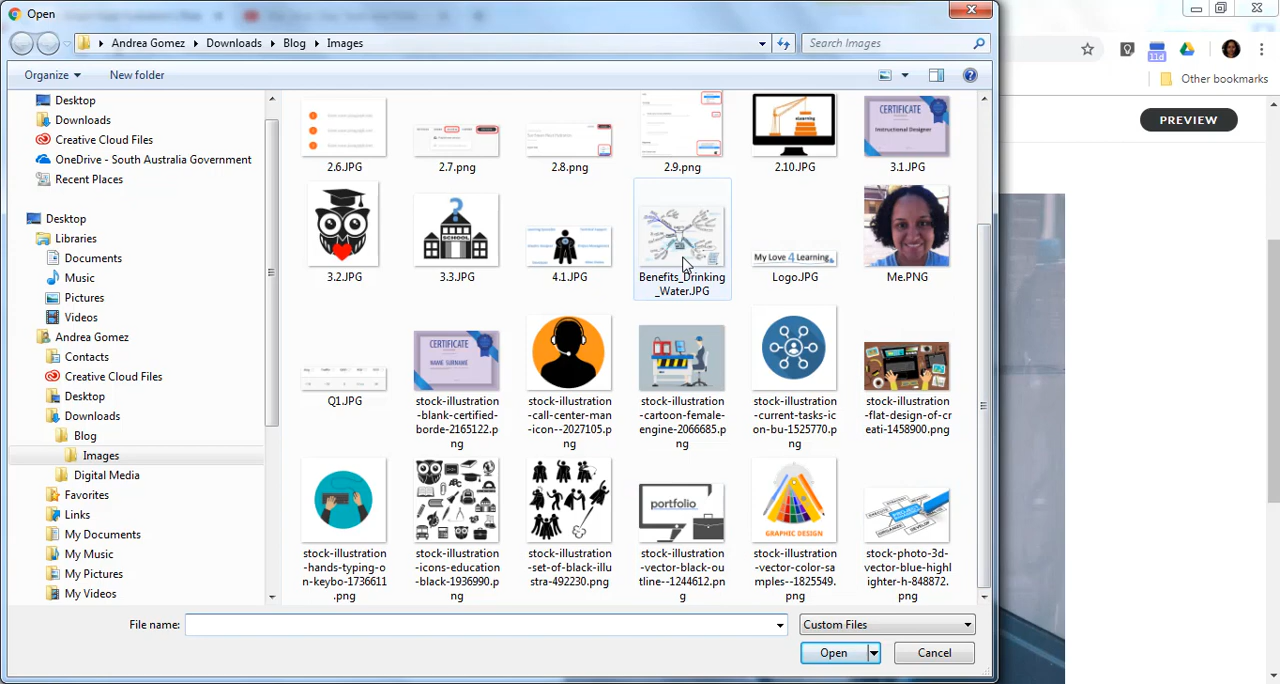 Open
Andrea Gomez Downloads Blog Images
Search Images
Organize New folder
Desktop
Downloads
Creative Cloud Files
OneDrive - South Australia Government
Recent Places
Desktop
Libraries
Documents
Music
Pictures
Videos
Andrea Gomez
Contacts
Creative Cloud Files
Desktop
Downloads
Blog
Images
Digital Media
Favorites
Links
My Documents
My Music
My Pictures
My Videos
eLearning
CERTIFICATE
Instructional Designer
2.6.JPG 2.7.png 2.8.png 2.9.png 2.10.JPG 3.1.JPG
?
SCHOOL
My Love 4 Learning
3.2.JPG 3.3.JPG 4.1.JPG Benefits_Drinking
_Water.JPG
Logo.JPG Me.PNG
CERTIFICATE
NAME SURNAME
Q1.JPG
stock-illustration
-blank-certified-
borde-2165122.p
ng
stock-illustration
-call-center-man
-icon--2027105.p
ng
stock-illustration
-cartoon-female-
engine-2066685.p
ng
stock-illustration
-current-tasks-ic
on-bu-1525770.p
ng
stock-illustration
-flat-design-of-cr
eati-1458900.png
portfolio
GRAPHIC DESIGN
stock-illustration
-hands-typing-o
n-keybo-1736611
.png
stock-illustration
-icons-education
-black-1936990.p
ng
stock-illustration
-set-of-black-illu
stra-492230.png
stock-illustration
-vector-black-ou
tline--1244612.pn
g
stock-illustration
-vector-color-sa
mples--1825549.
png
stock-photo-3d-
vector-blue-highl
ighter-h-848872.
png
File name:
Custom Files
Open Cancel
11d
Other bookmarks
PREVIEW